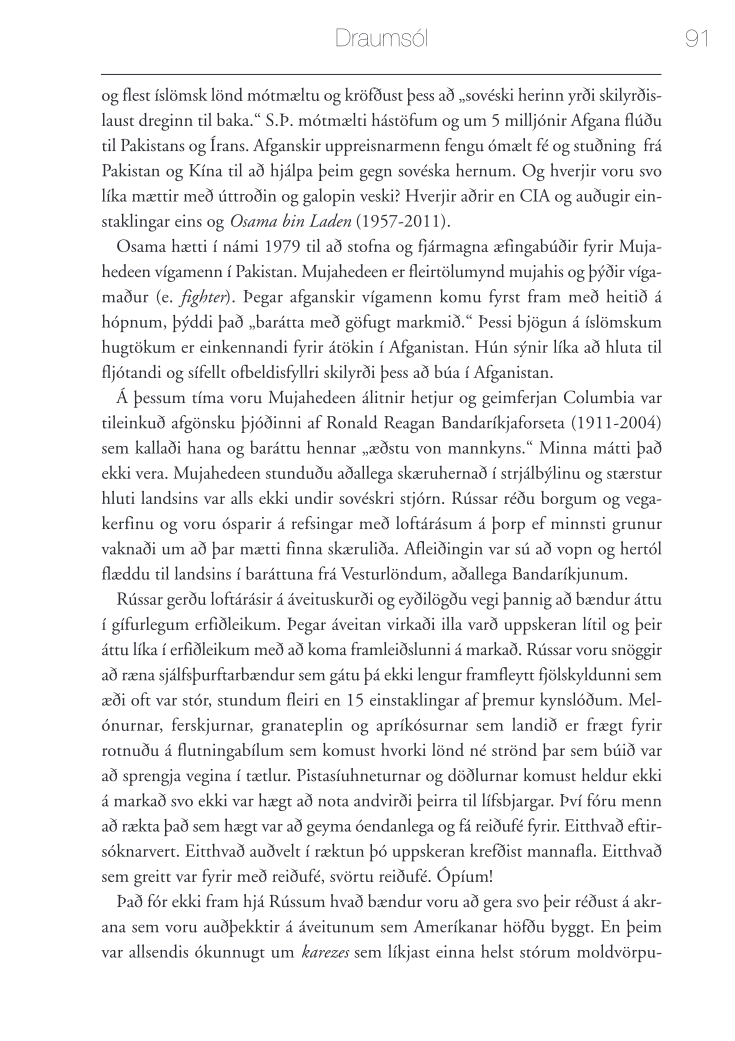 Draumsól 91
og flest íslömsk lönd mótmæltu og kröfðust þess að „sovéski herinn yrði skilyrðis-
laust dreginn til baka.“ S.Þ. mótmælti hástöfum og um 5 milljónir Afgana flúðu
til Pakistans og Írans. Afganskir uppreisnarmenn fengu ómælt fé og stuðning frá
Pakistan og Kína til að hjálpa þeim gegn sovéska hernum. Og hverjir voru svo
líka mættir með úttroðin og galopin veski? Hverjir aðrir en CIA og auðugir ein-
staklingar eins og Osama bin Laden (1957-2011).
Osama hætti í námi 1979 til að stofna og fjármagna æfingabúðir fyrir Muja-
hedeen vígamenn í Pakistan. Mujahedeen er fleirtölumynd mujahis og þýðir víga-
maður (e. fighter). Þegar afganskir vígamenn komu fyrst fram með heitið á
hópnum, þýddi það „barátta með göfugt markmið.“ Þessi bjögun á íslömskum
hugtökum er einkennandi fyrir átökin í Afganistan. Hún sýnir líka að hluta til
fljótandi og sífellt ofbeldisfyllri skilyrði þess að búa í Afganistan.
Á þessum tíma voru Mujahedeen álitnir hetjur og geimferjan Columbia var
tileinkuð afgönsku þjóðinni af Ronald Reagan Bandaríkjaforseta (1911-2004)
sem kallaði hana og baráttu hennar „æðstu von mannkyns.“ Minna mátti það
ekki vera. Mujahedeen stunduðu aðallega skæruhernað í strjálbýlinu og stærstur
hluti landsins var alls ekki undir sovéskri stjórn. Rússar réðu borgum og vega-
kerfinu og voru ósparir á refsingar með loftárásum á þorp ef minnsti grunur
vaknaði um að þar mætti finna skæruliða. Afleiðingin var sú að vopn og hertól
flæddu til landsins í baráttuna frá Vesturlöndum, aðallega Bandaríkjunum.
Rússar gerðu loftárásir á áveituskurði og eyðilögðu vegi þannig að bændur áttu
í gífurlegum erfiðleikum. Þegar áveitan virkaði illa varð uppskeran lítil og þeir
áttu líka í erfiðleikum með að koma framleiðslunni á markað. Rússar voru snöggir
að ræna sjálfsþurftarbændur sem gátu þá ekki lengur framfleytt fjölskyldunni sem
æði oft var stór, stundum fleiri en 15 einstaklingar af þremur kynslóðum. Mel-
ónurnar, ferskjurnar, granateplin og apríkósurnar sem landið er frægt fyrir
rotnuðu á flutningabílum sem komust hvorki lönd né strönd þar sem búið var
að sprengja vegina í tætlur. Pistasíuhneturnar og döðlurnar komust heldur ekki
á markað svo ekki var hægt að nota andvirði þeirra til lífsbjargar. Því fóru menn
að rækta það sem hægt var að geyma óendanlega og fá reiðufé fyrir. Eitthvað eftir-
sóknarvert. Eitthvað auðvelt í ræktun þó uppskeran krefðist mannafla. Eitthvað
sem greitt var fyrir með reiðufé, svörtu reiðufé. Ópíum!
Það fór ekki fram hjá Rússum hvað bændur voru að gera svo þeir réðust á akr-
ana sem voru auðþekktir á áveitunum sem Ameríkanar höfðu byggt. En þeim
var allsendis ókunnugt um karezes sem líkjast einna helst stórum moldvörpu-